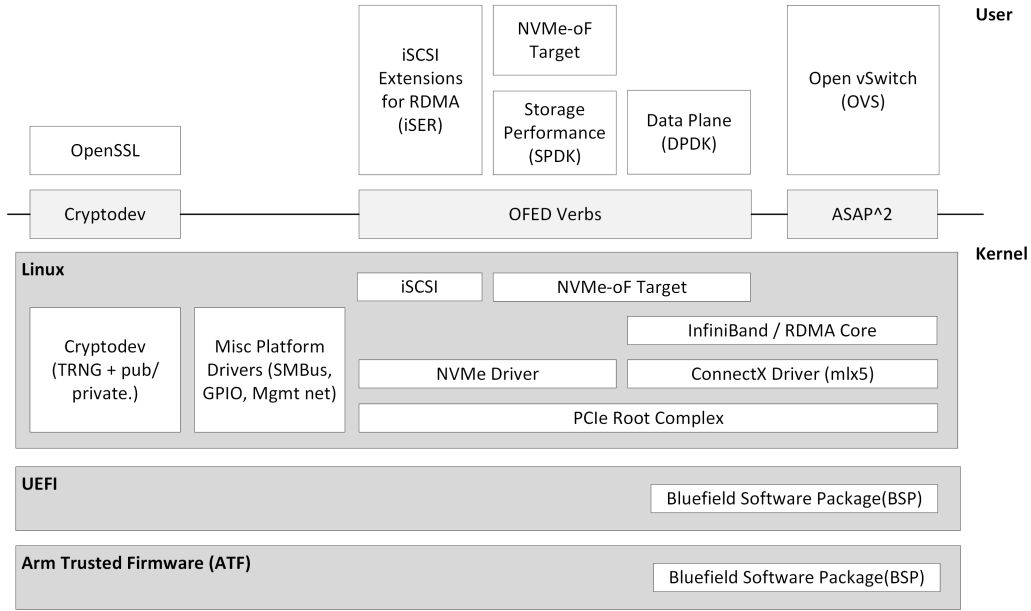 User
iSCSI
Extensions
for RDMA
(iSER)
NVMe-oF
Target
Open vSwitch
(OVS)
Storage
Performance
(SPDK)
Data Plane
(DPDK)
OpenSSL
Cryptodev
OFED Verbs
ASAP^2
Kernel
Linux
iSCSI
NVMe-oF Target
InfiniBand / RDMA Core
Cryptodev
(TRNG + pub/
private.)
Misc Platform
Drivers (SMBus,
GPIO, Mgmt net)
NVMe Driver
ConnectX Driver (mlx5)
PCIe Root Complex
UEFI
Bluefield Software Package(BSP)
Arm Trusted Firmware (ATF)
Bluefield Software Package(BSP)